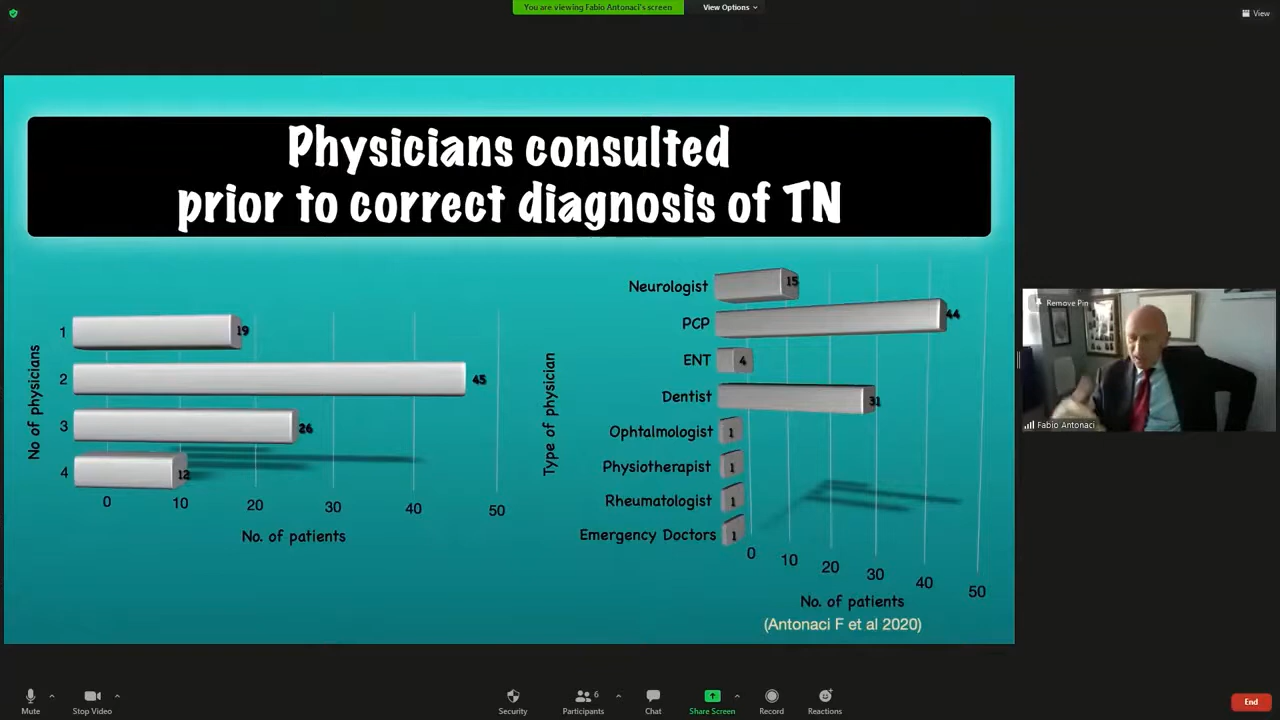 You are viewing Fabio Antonaci's screen
View Options
View
Physicians consulted
prior to correct diagnosis of TN
No of physicians
1
19
2
45
3
26
4
12
0
10
20
30
40
50
No. of patients
Type of physician
Neurologist
15
PCP
44
ENT
4
Dentist
31
Ophtalmologist
1
Physiotherapist
1
Rheumatologist
1
Emergency Doctors
1
0
10
20
30
40
50
No. of patients
(Antonaci F et al 2020)
Remove Pin
Fabio Antonaci
Mute
Stop Video
Security
Participants
6
Chat
Share Screen
Record
Reactions
End